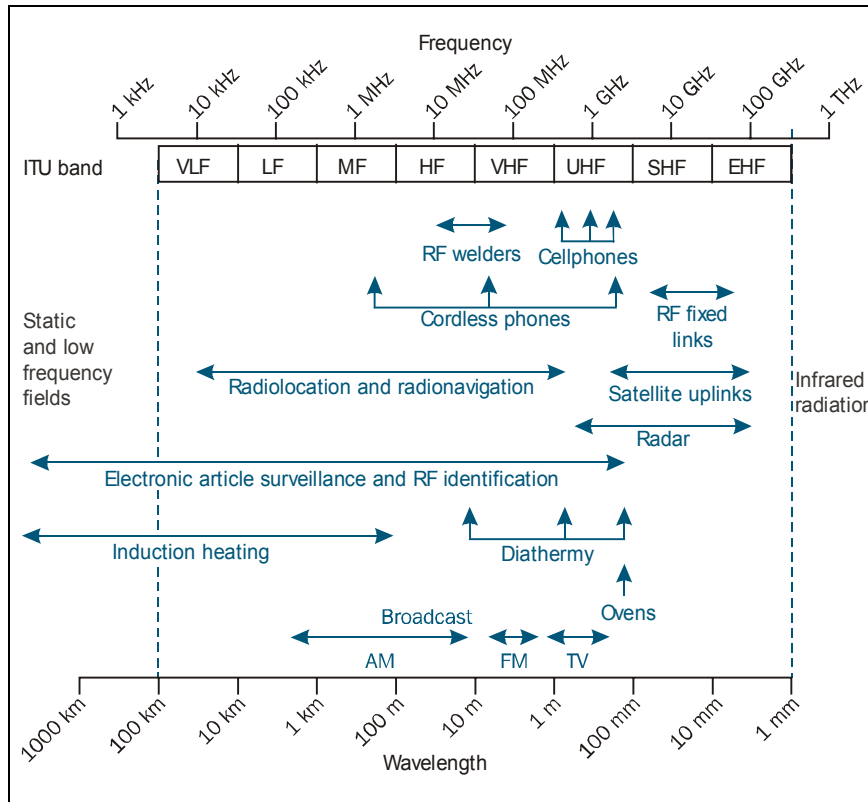 Frequency
1 kHz
10 kHz
100 kHz
1 MHz
10 MHz
100 MHz
1 GHz
10 GHz
100 GHz
1 THz
ITU band
VLF
LF
MF
HF
VHF
UHF
SHF
EHF
RF welders
Cellphones
Cordless phones
RF fixed
links
Static
and low
frequency
fields
Radiolocation and radionavigation
Satellite uplinks
Infrared
radiation
Radar
Electronic article surveillance and RF identification
Induction heating
Diathermy
Ovens
Broadcast
AM
FM
TV
1000 km
100 km
10 km
1 km
100 m
10 m
1 m
100 mm
10 mm
1 mm
Wavelength